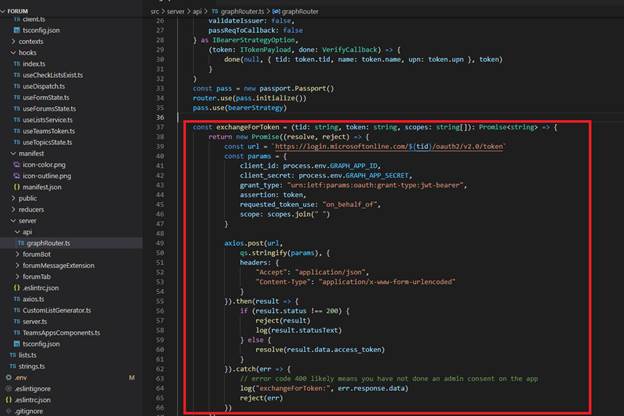 FORUM
client.ts
tsconfig.json
contexts
hooks
index.ts
useCheckListsExist.ts
useDispatch.ts
useFormState.ts
useForumsState.ts
useListsService.ts
useTeamsToken.ts
useTopicsState.ts
manifest
icon-color.png
icon-outline.png
manifest.json
public
reducers
server
api
graphRouter.ts
forumBot
forumMessageExtension
forumTab
.eslintrc.json
axios.ts
CustomListGenerator.ts
server.ts
TeamsAppsComponents.ts
tsconfig.json
lists.ts
strings.ts
.env M
.eslintignore
.eslintrc.json
.gitignore
src > server > api > graphRouter.ts > graphRouter
26 validateIssuer: false,
27 passReqToCallback: false
28 } as IBearerStrategyOption,
29 (token: ITokenPayload, done: VerifyCallback) => {
30 done(null, { tid: token.tid, name: token.name, upn: token.upn }, token)
31 }
32 )
33 const pass = new passport.Passport()
34 router.use(pass.initialize())
35 pass.use(bearerStrategy)
36
37 const exchangeForToken = (tid: string, token: string, scopes: string[]): Promise<string> => {
38 return new Promise((resolve, reject) => {
39 const url = `https://login.microsoftonline.com/${tid}/oauth2/v2.0/token`
40 const params = {
41 client_id: process.env.GRAPH_APP_ID,
42 client_secret: process.env.GRAPH_APP_SECRET,
43 grant_type: "urn:ietf:params:oauth:grant-type:jwt-bearer",
44 assertion: token,
45 requested_token_use: "on_behalf_of",
46 scope: scopes.join(" ")
47 }
48
49 axios.post(url,
50 qs.stringify(params), {
51 headers: {
52 "Accept": "application/json",
53 "Content-Type": "application/x-www-form-urlencoded"
54 }
55 }).then(result => {
56 if (result.status !== 200) {
57 reject(result)
58 log(result.statusText)
59 } else {
60 resolve(result.data.access_token)
61 }
62 }).catch(err => {
63 // error code 400 likely means you have not done an admin consent on the app
64 log("exchangeForToken:", err.response.data)
65 reject(err)
66 })